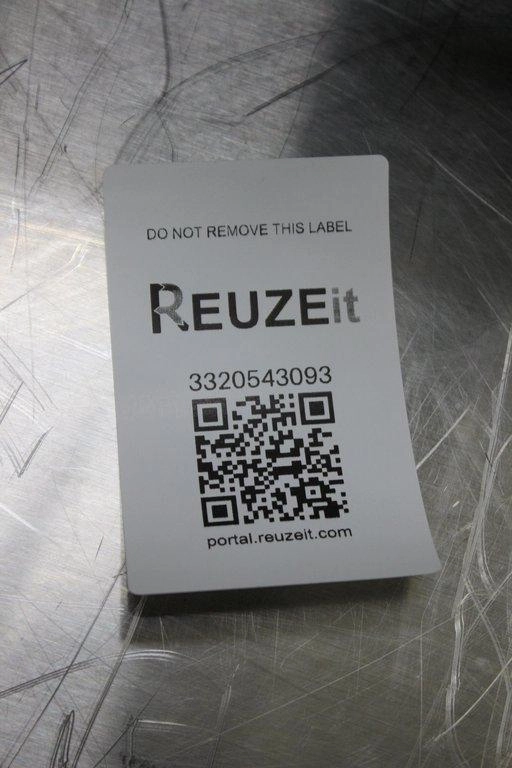 DO NOT REMOVE THIS LABEL
REUZEit
3320543093
portal.reuzeit.com